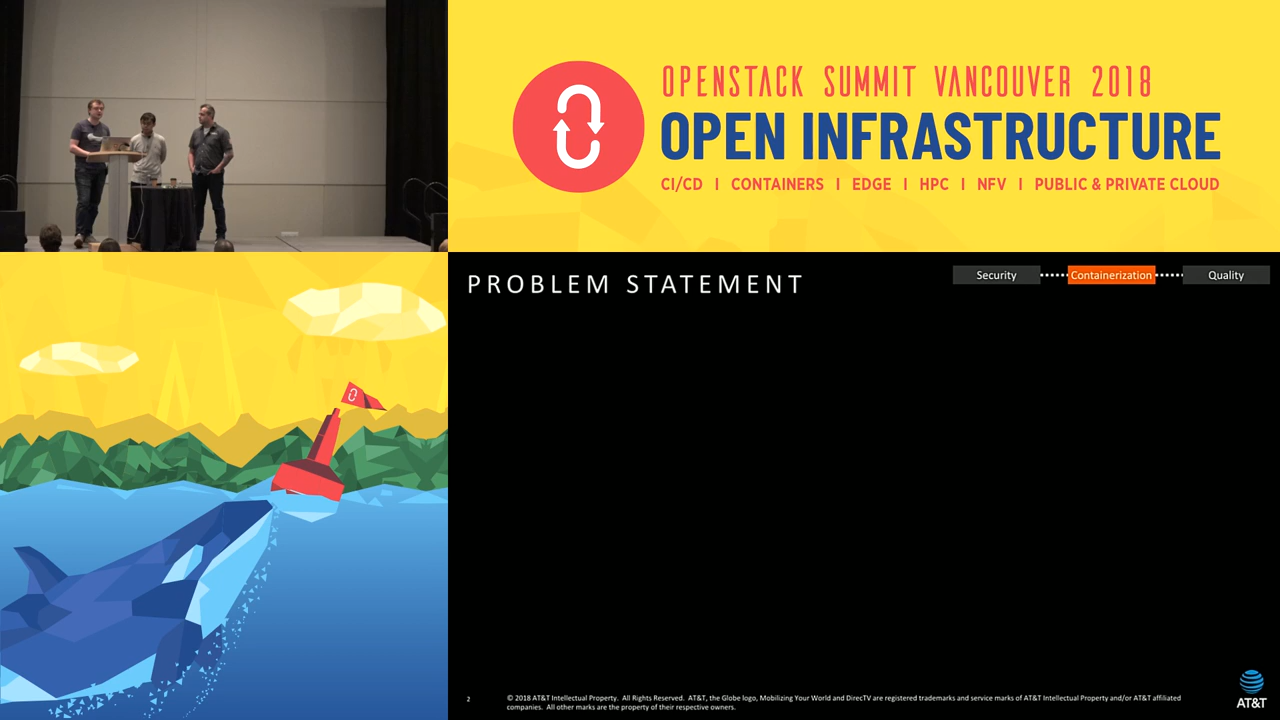 OPENSTACK SUMMIT VANCOUVER 2018
OPEN INFRASTRUCTURE
CI/CD | CONTAINERS | EDGE | HPC | NFV | PUBLIC & PRIVATE CLOUD
PROBLEM STATEMENT
Security
Containerization
Quality
2
© 2018 AT&T Intellectual Property. All Rights Reserved. AT&T, the Globe logo, Mobilizing Your World and DirecTV are registered trademarks and service marks of AT&T Intellectual Property and/or AT&T affiliated
companies. All other marks are the property of their respective owners.
AT&T